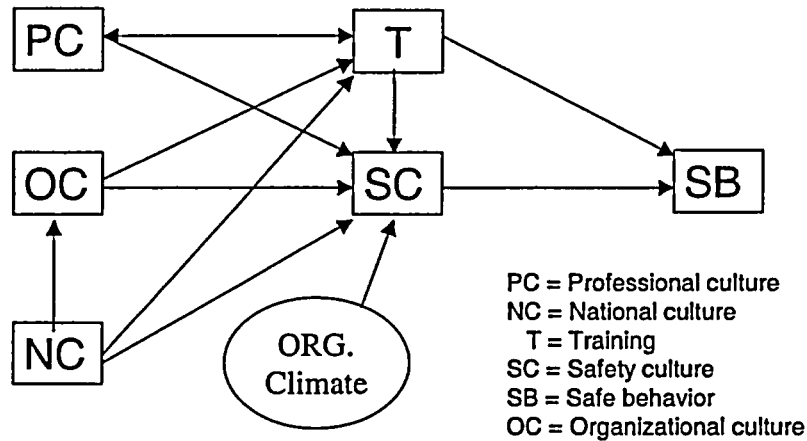 PC
T
OC
SC
SB
NC
ORG.
Climate
PC = Professional culture
NC = National culture
T = Training
SC = Safety culture
SB = Safe behavior
OC = Organizational culture